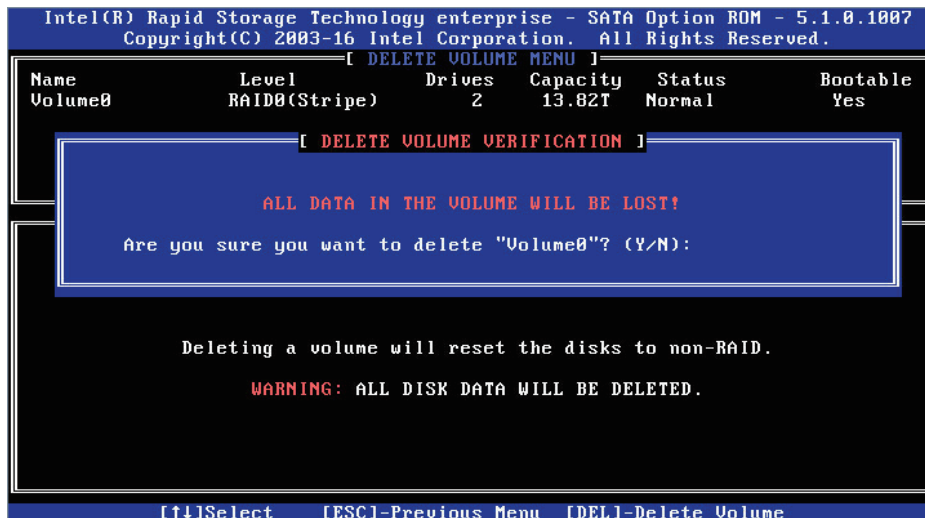 Intel(R) Rapid Storage Technology enterprise - SATA Option ROM - 5.1.0.1007
Copyright(C) 2003-16 Intel Corporation.  All Rights Reserved.
[ DELETE VOLUME MENU ]
Name Level Drives Capacity Status Bootable
Volume0 RAID0(Stripe) 2 13.82T Normal Yes
[ DELETE VOLUME VERIFICATION ]
ALL DATA IN THE VOLUME WILL BE LOST!
Are you sure you want to delete "Volume0"? (Y/N):
Deleting a volume will reset the disks to non-RAID.
WARNING: ALL DISK DATA WILL BE DELETED.
[↑↓]Select [ESC]-Previous Menu [DEL]-Delete Volume